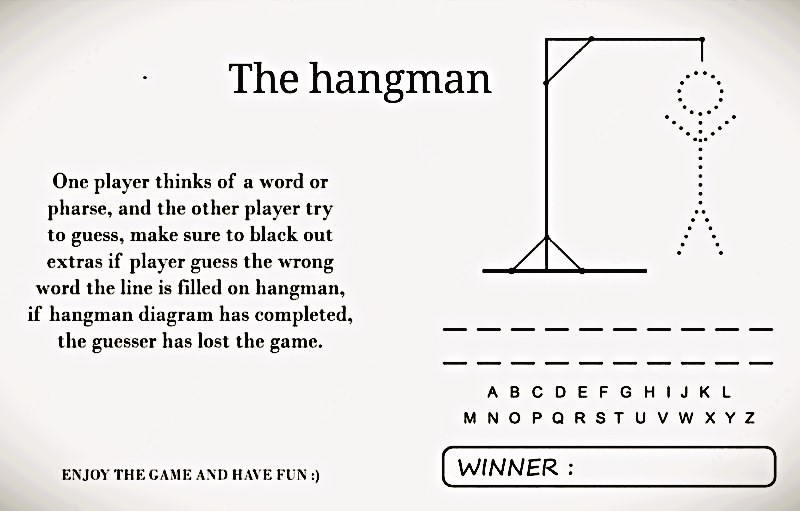 The hangman
One player thinks of a word or
pharse, and the other player try
to guess, make sure to black out
extras if player guess the wrong
word the line is filled on hangman,
if hangman diagram has completed,
the guesser has lost the game.
A B C D E F G H I J K L
M N O P Q R S T U V W X Y Z
WINNER :
ENJOY THE GAME AND HAVE FUN :)